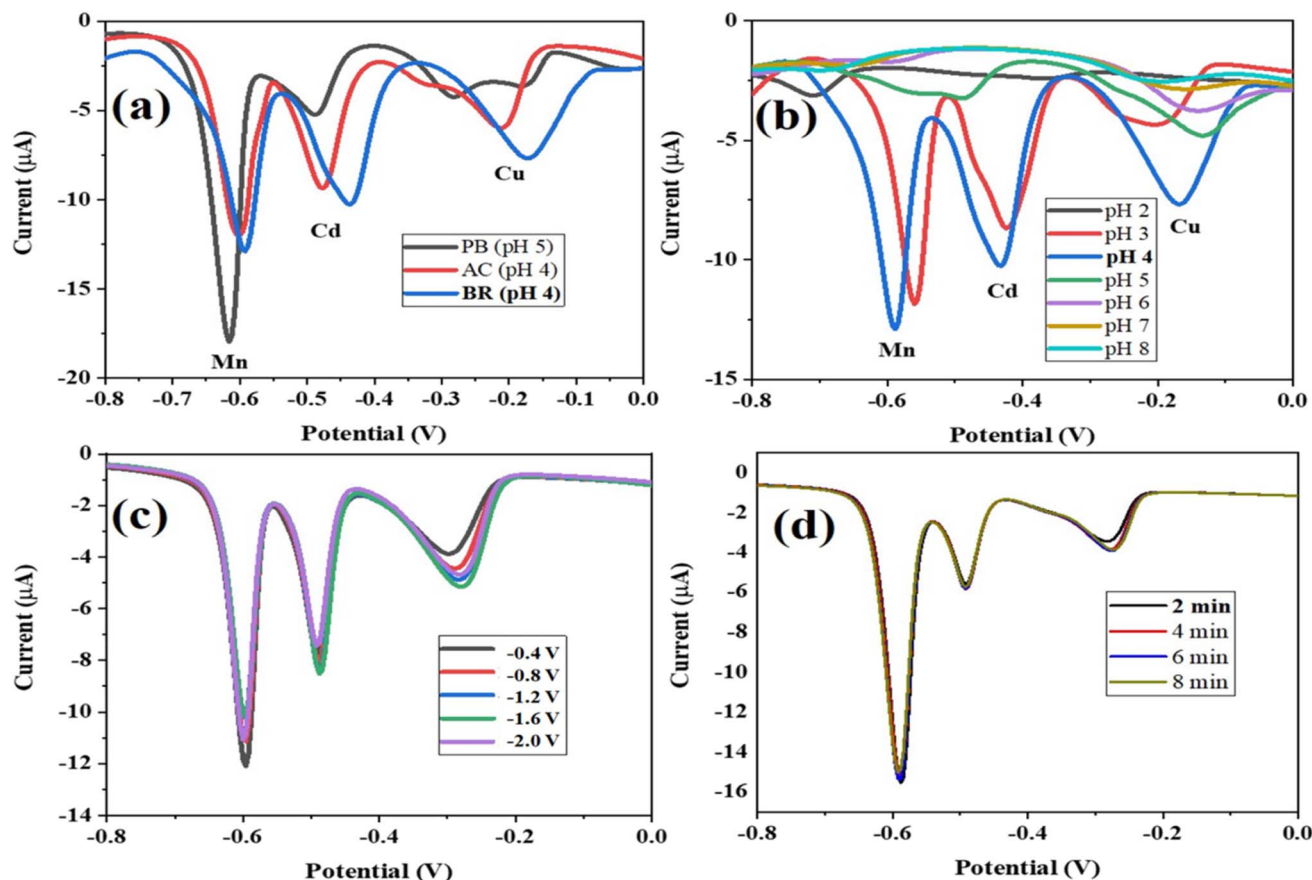 0
-5
-10
-15
-20
-0.8
-0.7
-0.6
-0.5
-0.4
-0.3
-0.2
-0.1
0.0
Current (µA)
Potential (V)
(a)
Mn
Cd
Cu
PB (pH 5)
AC (pH 4)
BR (pH 4)
0
-5
-10
-15
-0.8
-0.6
-0.4
-0.2
0.0
Current (µA)
Potential (V)
(b)
Mn
Cd
Cu
pH 2
pH 3
pH 4
pH 5
pH 6
pH 7
pH 8
0
-2
-4
-6
-8
-10
-12
-14
-0.8
-0.6
-0.4
-0.2
0.0
Current (µA)
Potential (V)
(c)
-0.4 V
-0.8 V
-1.2 V
-1.6 V
-2.0 V
0
-2
-4
-6
-8
-10
-12
-14
-16
-0.8
-0.6
-0.4
-0.2
0.0
Current (µA)
Potential (V)
(d)
2 min
4 min
6 min
8 min